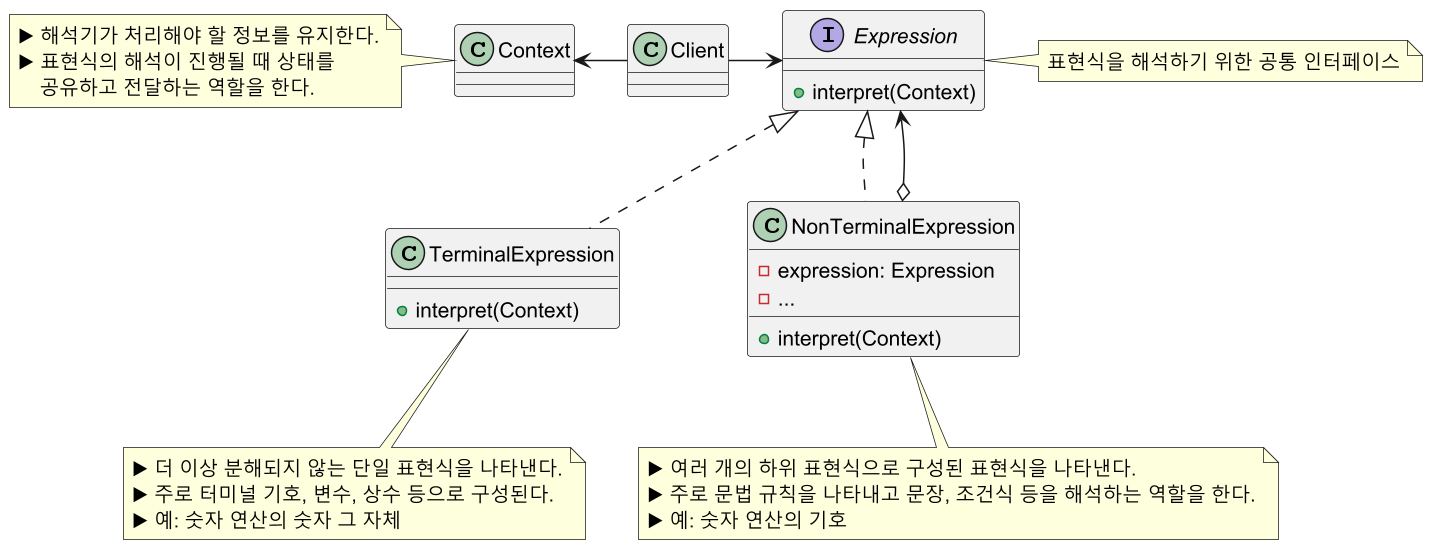 ▶ 해석기가 처리해야 할 정보를 유지한다.
▶ 표현식의 해석이 진행될 때 상태를
공유하고 전달하는 역할을 한다.
C Context
C Client
I Expression
interpret(Context)
표현식을 해석하기 위한 공통 인터페이스
C TerminalExpression
interpret(Context)
C NonTerminalExpression
expression: Expression
...
interpret(Context)
▶ 더 이상 분해되지 않는 단일 표현식을 나타낸다.
▶ 주로 터미널 기호, 변수, 상수 등으로 구성된다.
▶ 예: 숫자 연산의 숫자 그 자체
▶ 여러 개의 하위 표현식으로 구성된 표현식을 나타낸다.
▶ 주로 문법 규칙을 나타내고 문장, 조건식 등을 해석하는 역할을 한다.
▶ 예: 숫자 연산의 기호